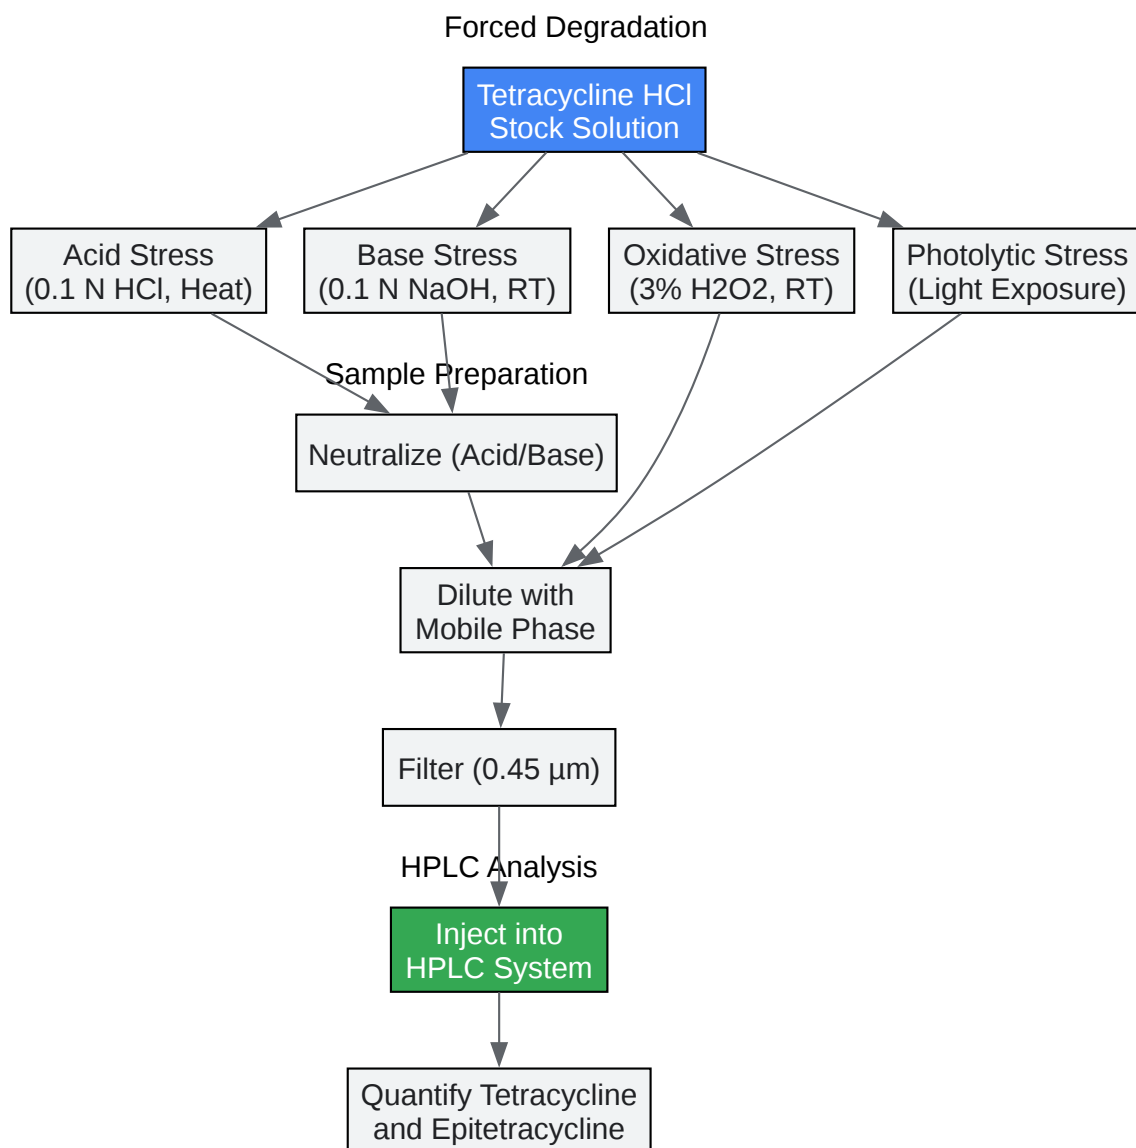 Forced Degradation
Tetracycline HCl
Stock Solution
Acid Stress
(0.1 N HCl, Heat)
Base Stress
(0.1 N NaOH, RT)
Oxidative Stress
(3% H2O2, RT)
Photolytic Stress
(Light Exposure)
Sample Preparation
Neutralize (Acid/Base)
Dilute with
Mobile Phase
Filter (0.45 µm)
HPLC Analysis
Inject into
HPLC System
Quantify Tetracycline
and Epitetracycline